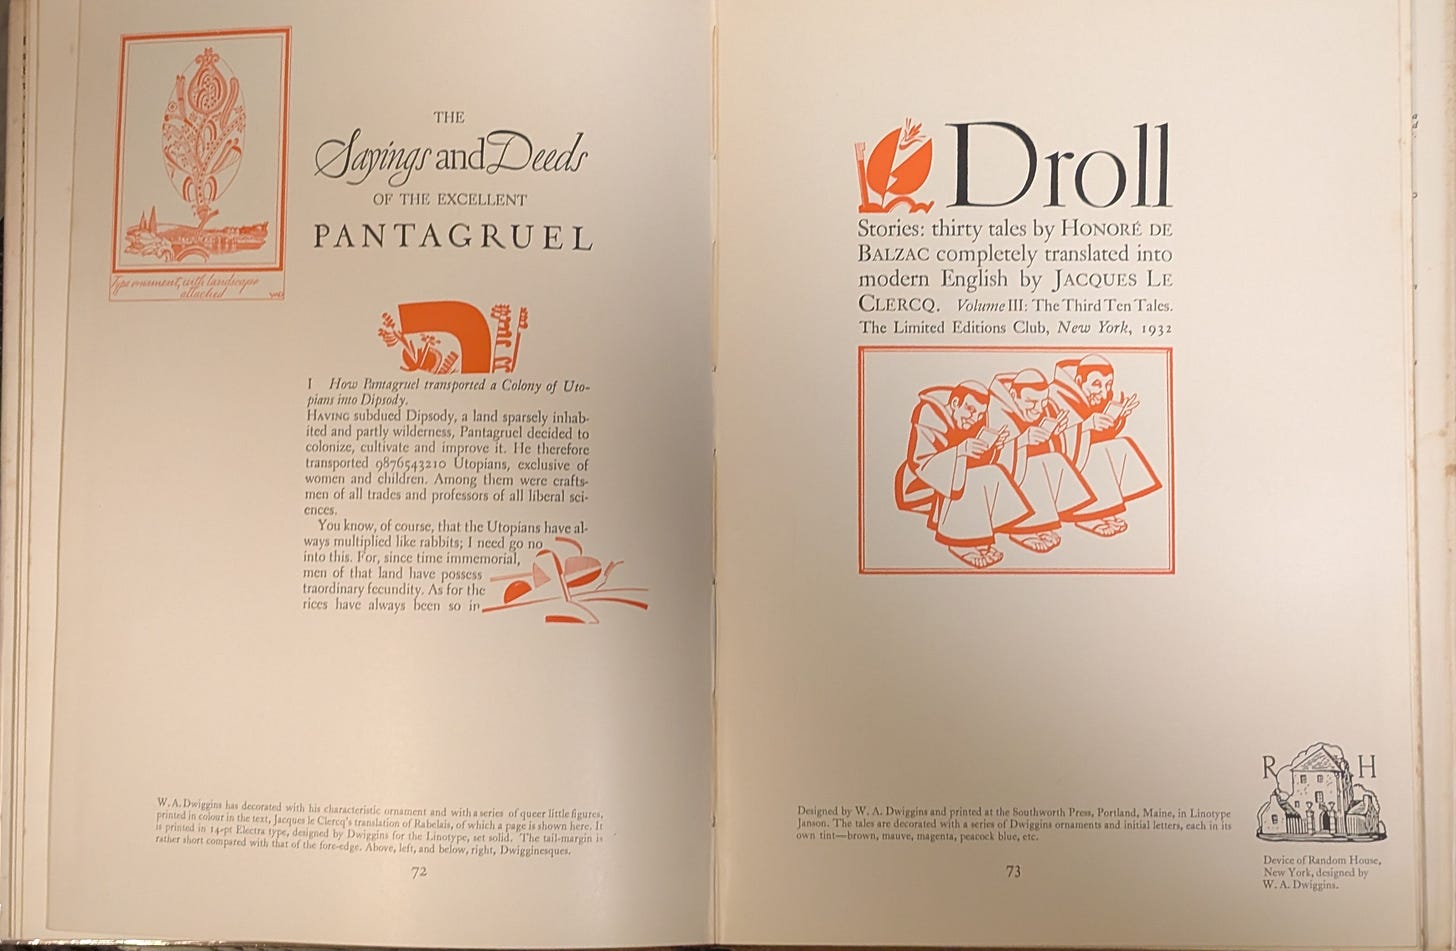 Type ornament, with landscape
attached
THE
Sayings and Deeds
OF THE EXCELLENT
PANTAGRUEL
I How Pantagruel transported a Colony of Uto-
pians into Dipsody.
HAVING subdued Dipsody, a land sparsely inhab-
ited and partly wilderness, Pantagruel decided to
colonize, cultivate and improve it. He therefore
transported 9876543210 Utopians, exclusive of
women and children. Among them were crafts-
men of all trades and professors of all liberal sci-
ences.
You know, of course, that the Utopians have al-
ways multiplied like rabbits; I need go no
into this. For, since time immemorial,
men of that land have possess
traordinary fecundity. As for the
rices have always been so in
W. A. Dwiggins has decorated with his characteristic ornament and with a series of queer little figures,
printed in colour in the text, Jacques le Clercq's translation of Rabelais, of which a page is shown here. It
is printed in 14-pt Electra type, designed by Dwiggins for the Linotype, set solid. The tail-margin is
rather short compared with that of the fore-edge. Above, left, and below, right, Dwigginesques.
72
Droll
Stories: thirty tales by HONORÉ DE
BALZAC completely translated into
modern English by JACQUES LE
CLERCQ. Volume III: The Third Ten Tales.
The Limited Editions Club, New York, 1932
Designed by W. A. Dwiggins and printed at the Southworth Press, Portland, Maine, in Linotype
Janson. The tales are decorated with a series of Dwiggins ornaments and initial letters, each in its
own tint—brown, mauve, magenta, peacock blue, etc.
73
R H
Device of Random House,
New York, designed by
W. A. Dwiggins.